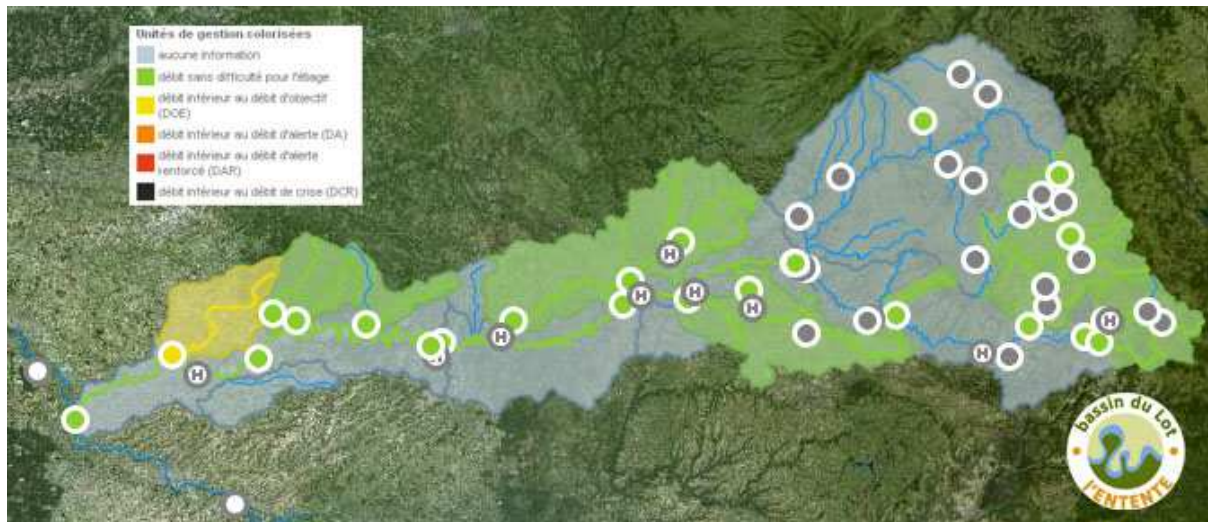 Unités de gestion colorisées
aucune information
débit sans difficulté pour l'étiage
débit inférieur au débit d'objectif
(DOE)
débit inférieur au débit d'alerte (DA)
débit inférieur au débit d'alerte
renforcé (DAR)
débit inférieur au débit de crise (DCR)
H
H
H
H
H
H
H
H
H
bassin du Lot
l'ENTENTE